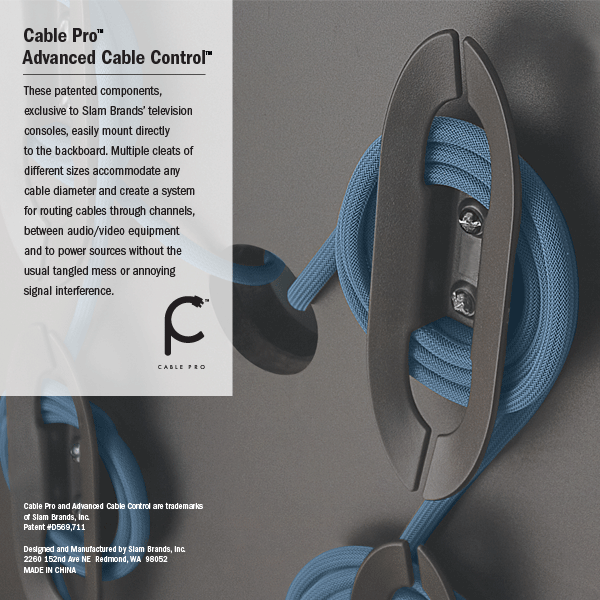 Cable Pro™
Advanced Cable Control™
These patented components,
exclusive to Slam Brands' television
consoles, easily mount directly
to the backboard. Multiple cleats of
different sizes accommodate any
cable diameter and create a system
for routing cables through channels,
between audio/video equipment
and to power sources without the
usual tangled mess or annoying
signal interference.
™
CABLE PRO
Cable Pro and Advanced Cable Control are trademarks
of Slam Brands, Inc.
Patent #D569,711
Designed and Manufactured by Slam Brands, Inc.
2260 152nd Ave NE Redmond, WA 98052
MADE IN CHINA